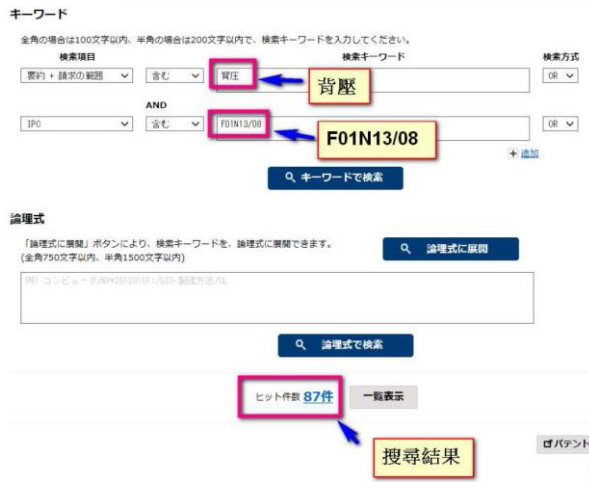 キーワード
全角の場合は100文字以内、半角の場合は200文字以内で、検索キーワードを入力してください。
検索項目 検索キーワード 検索方式
要約 + 請求の範囲 含む 背圧 OR
背壓
AND
IPC 含む F01N13/08 OR
F01N13/08
+ 追加
キーワードで検索
論理式
「論理式に展開」ボタンにより、検索キーワードを、論理式に展開できます。
(全角750文字以内、半角1500文字以内)
論理式に展開
論理式で検索
ヒット件数 87件 一覧表示
搜尋結果
パテント